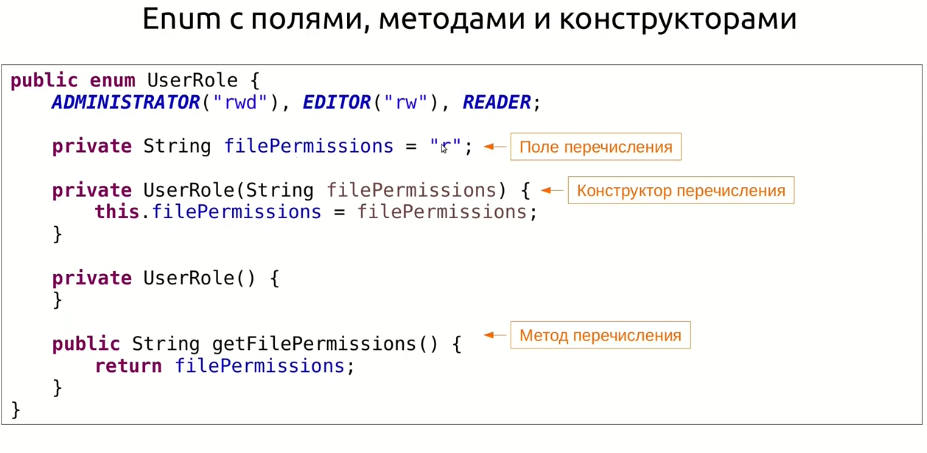 Enum с полями, методами и конструкторами
public enum UserRole {
ADMINISTRATOR("rwd"), EDITOR("rw"), READER;
private String filePermissions = "r"; Поле перечисления
private UserRole(String filePermissions) { Конструктор перечисления
this.filePermissions = filePermissions;
}
private UserRole() {
}
Метод перечисления
public String getFilePermissions() {
return filePermissions;
}
}